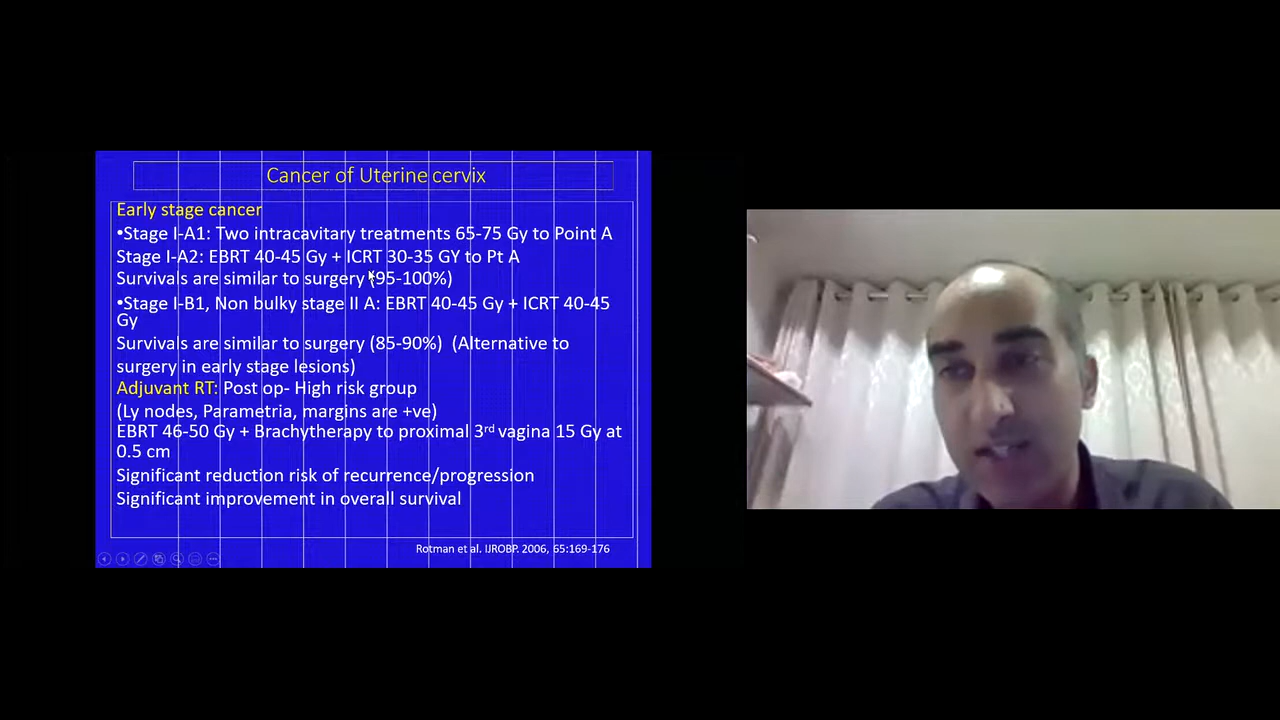 Cancer of Uterine cervix
Early stage cancer
•Stage I-A1: Two intracavitary treatments 65-75 Gy to Point A
Stage I-A2: EBRT 40-45 Gy + ICRT 30-35 GY to Pt A
Survivals are similar to surgery (95-100%)
•Stage I-B1, Non bulky stage II A: EBRT 40-45 Gy + ICRT 40-45
Gy
Survivals are similar to surgery (85-90%) (Alternative to
surgery in early stage lesions)
Adjuvant RT: Post op- High risk group
(Ly nodes, Parametria, margins are +ve)
EBRT 46-50 Gy + Brachytherapy to proximal 3rd vagina 15 Gy at
0.5 cm
Significant reduction risk of recurrence/progression
Significant improvement in overall survival
Rotman et al. IJROBP. 2006, 65:169-176